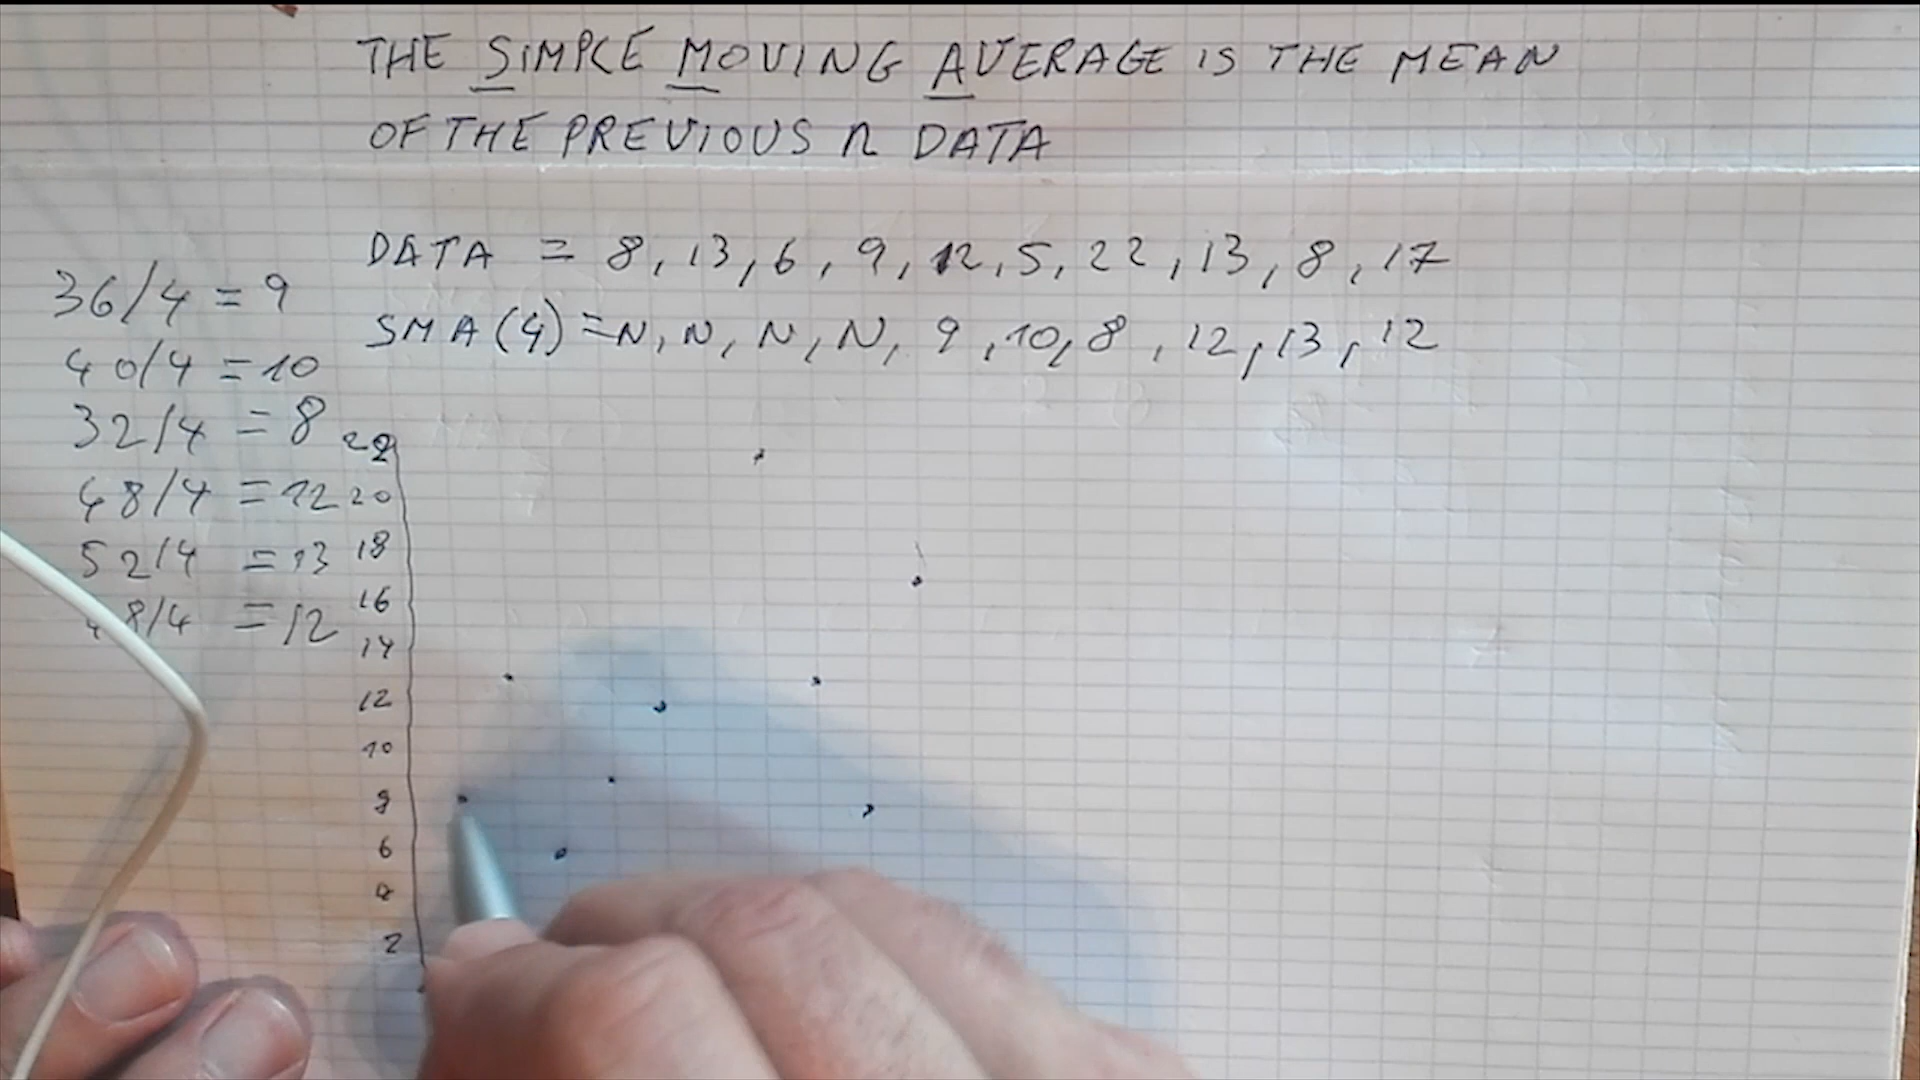 THE SIMPLE MOVING AVERAGE IS THE MEAN
OF THE PREVIOUS n DATA
DATA = 8, 13, 6, 9, 12, 5, 22, 13, 8, 17
SMA(4) = N, N, N, N, 9, 10, 8, 12, 13, 12
36/4 = 9
40/4 = 10
32/4 = 8
48/4 = 12
52/4 = 13
48/4 = 12
22
20
18
16
14
12
10
8
6
4
2